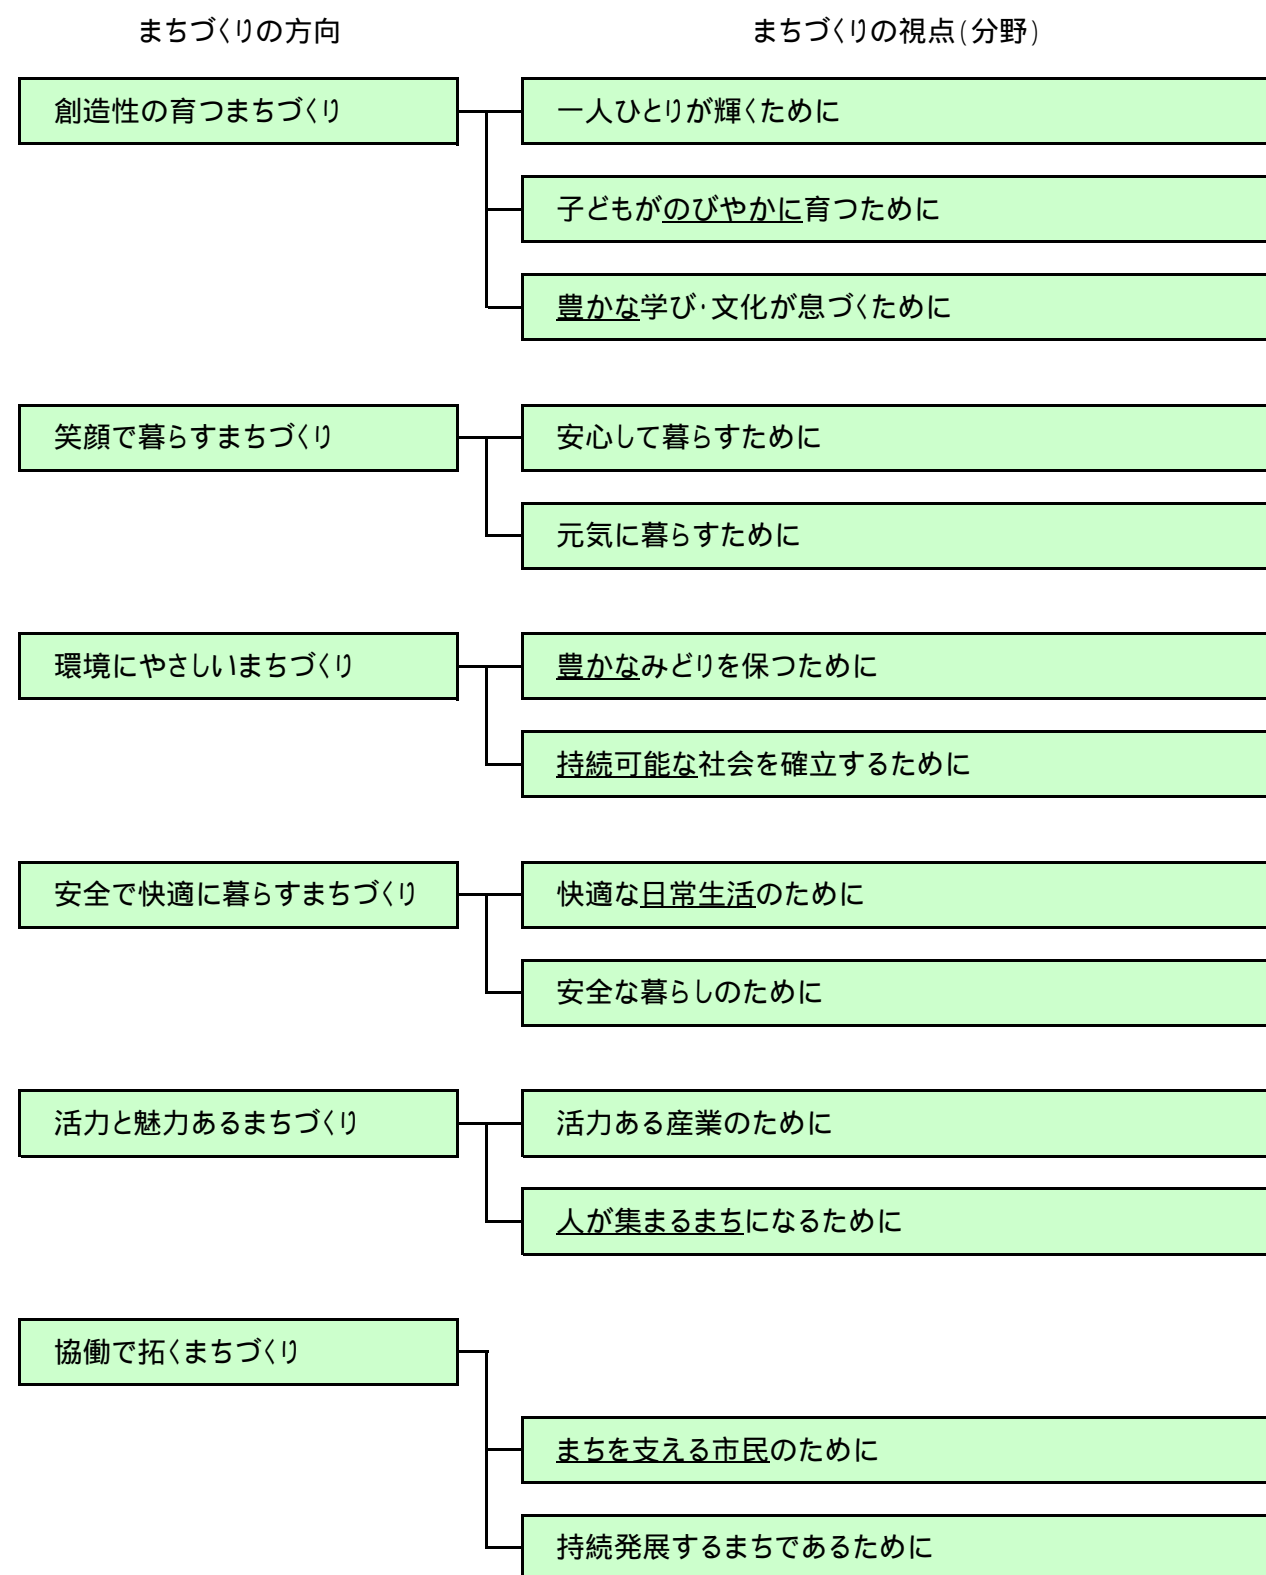 まちづくりの方向
まちづくりの視点(分野)
創造性の育つまちづくり
一人ひとりが輝くために
子どもがのびやかに育つために
豊かな学び・文化が息づくために
笑顔で暮らすまちづくり
安心して暮らすために
元気に暮らすために
環境にやさしいまちづくり
豊かなみどりを保つために
持続可能な社会を確立するために
安全で快適に暮らすまちづくり
快適な日常生活のために
安全な暮らしのために
活力と魅力あるまちづくり
活力ある産業のために
人が集まるまちになるために
協働で拓くまちづくり
まちを支える市民のために
持続発展するまちであるために